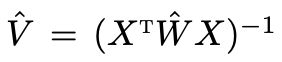 V̂ = (XᵀŴX)⁻¹